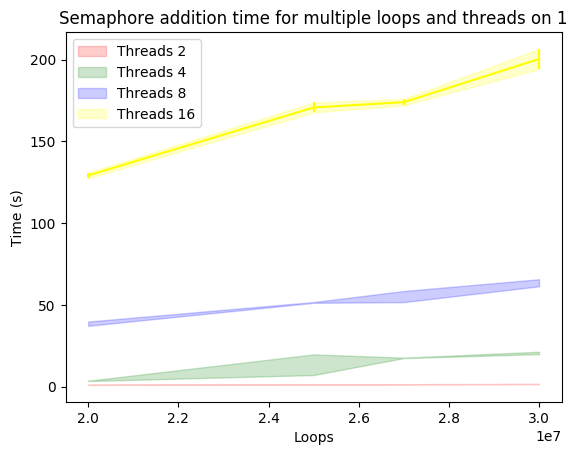 Semaphore addition time for multiple loops and threads on 1
Threads 2
Threads 4
Threads 8
Threads 16
200
150
100
50
0
Time (s)
2.0 2.2 2.4 2.6 2.8 3.0
1e7
Loops